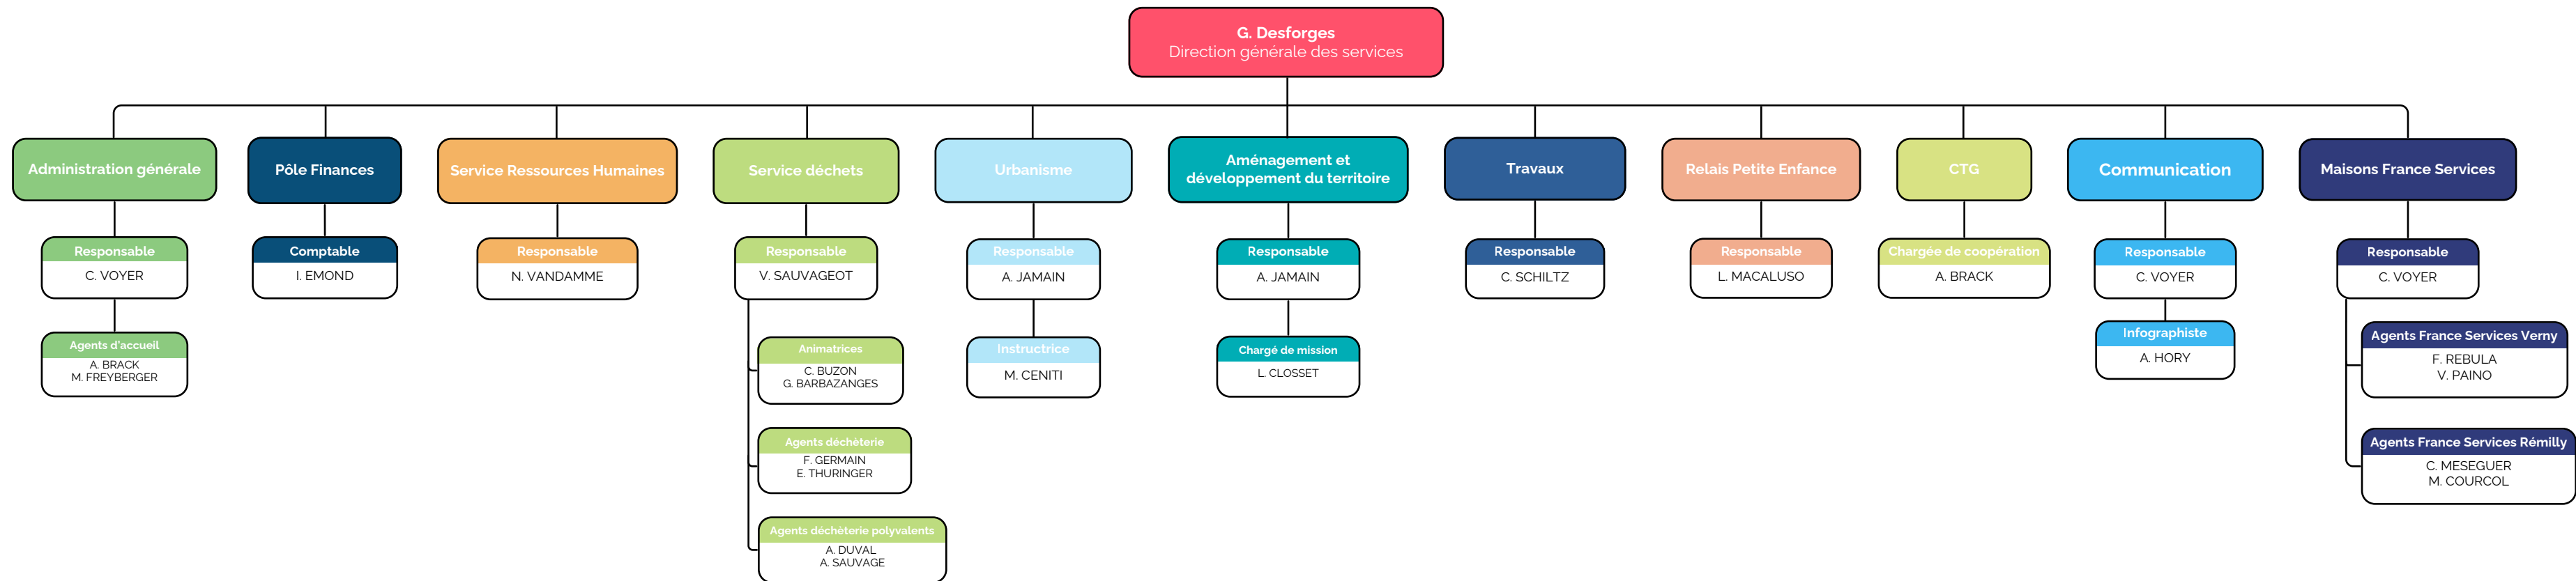 G. Desforges
Direction générale des services
Administration générale
Pôle Finances
Service Ressources Humaines
Service déchets
Urbanisme
Aménagement et
développement du territoire
Travaux
Relais Petite Enfance
CTG
Communication
Maisons France Services
Responsable
C. VOYER
Agents d'accueil
A. BRACK
M. FREYBERGER
Comptable
I. EMOND
Responsable
N. VANDAMME
Responsable
V. SAUVAGEOT
Animatrices
C. BUZON
G. BARBAZANGES
Agents déchèterie
F. GERMAIN
E. THURINGER
Agents déchèterie polyvalents
A. DUVAL
A. SAUVAGE
Responsable
A. JAMAIN
Instructrice
M. CENITI
Responsable
A. JAMAIN
Chargé de mission
L. CLOSSET
Responsable
C. SCHILTZ
Responsable
L. MACALUSO
Chargée de coopération
A. BRACK
Responsable
C. VOYER
Infographiste
A. HORY
Responsable
C. VOYER
Agents France Services Verny
F. REBULA
V. PAINO
Agents France Services Rémilly
C. MESEGUER
M. COURCOL